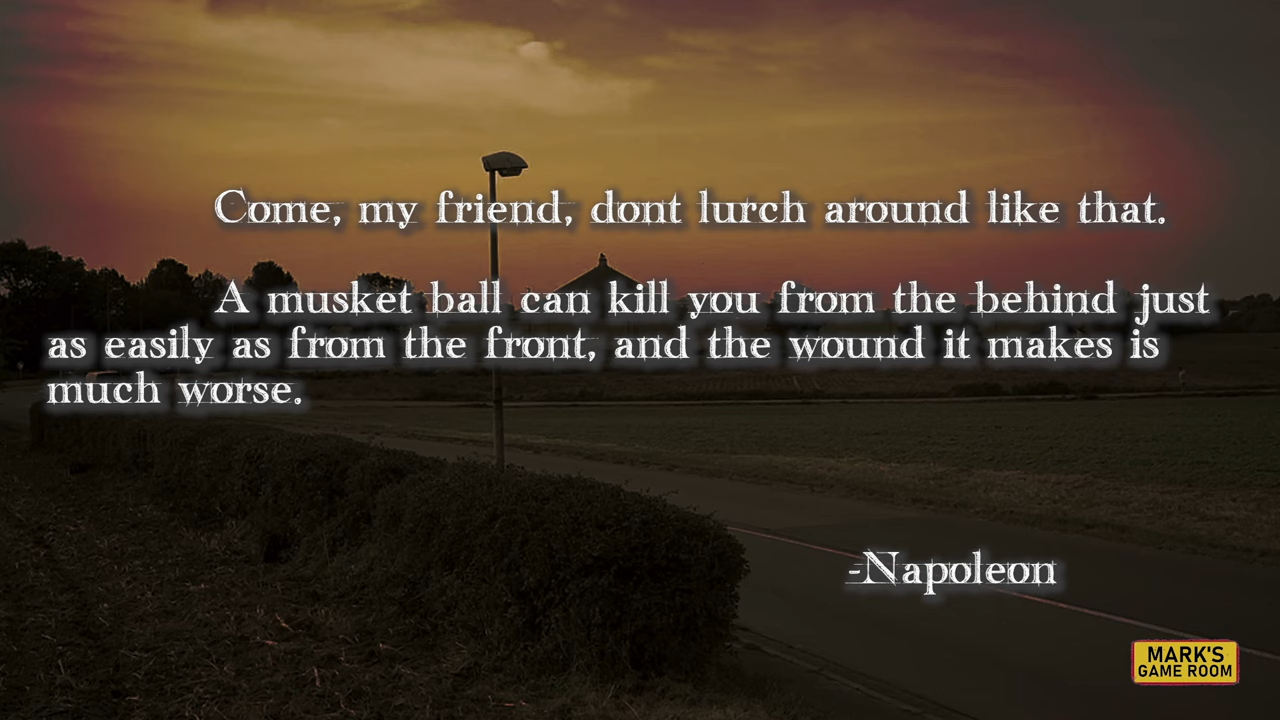 Come, my friend, dont lurch around like that.
A musket ball can kill you from the behind just
as easily as from the front, and the wound it makes is
much worse.
-Napoleon
MARK'S
GAME ROOM